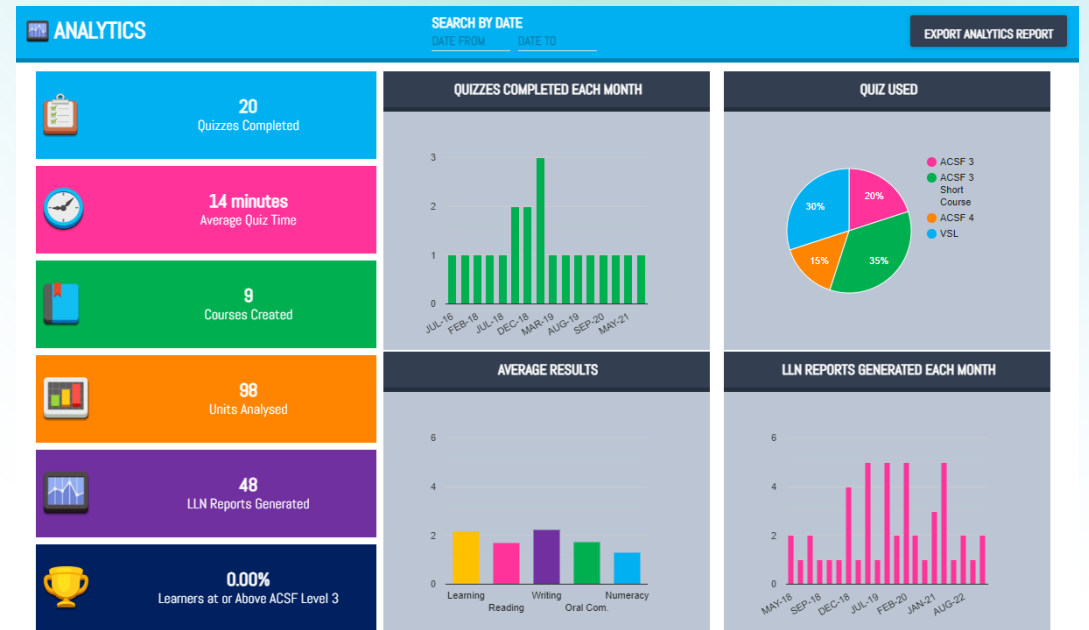 ANALYTICS
SEARCH BY DATE
DATE FROM DATE TO
EXPORT ANALYTICS REPORT
20
Quizzes Completed
14 minutes
Average Quiz Time
9
Courses Created
98
Units Analysed
48
LLN Reports Generated
0.00%
Learners at or Above ACSF Level 3
QUIZZES COMPLETED EACH MONTH
3
2
1
0
JUL-16 FEB-18 JUL-18 DEC-18 MAR-19 AUG-19 SEP-20 MAY-21
QUIZ USED
30%
20%
15%
35%
ACSF 3
ACSF 3
Short
Course
ACSF 4
VSL
AVERAGE RESULTS
6
4
2
0
Learning Writing Numeracy
Reading Oral Com.
LLN REPORTS GENERATED EACH MONTH
6
4
2
0
MAY-18 SEP-18 DEC-18 JUL-19 FEB-20 JAN-21 AUG-22